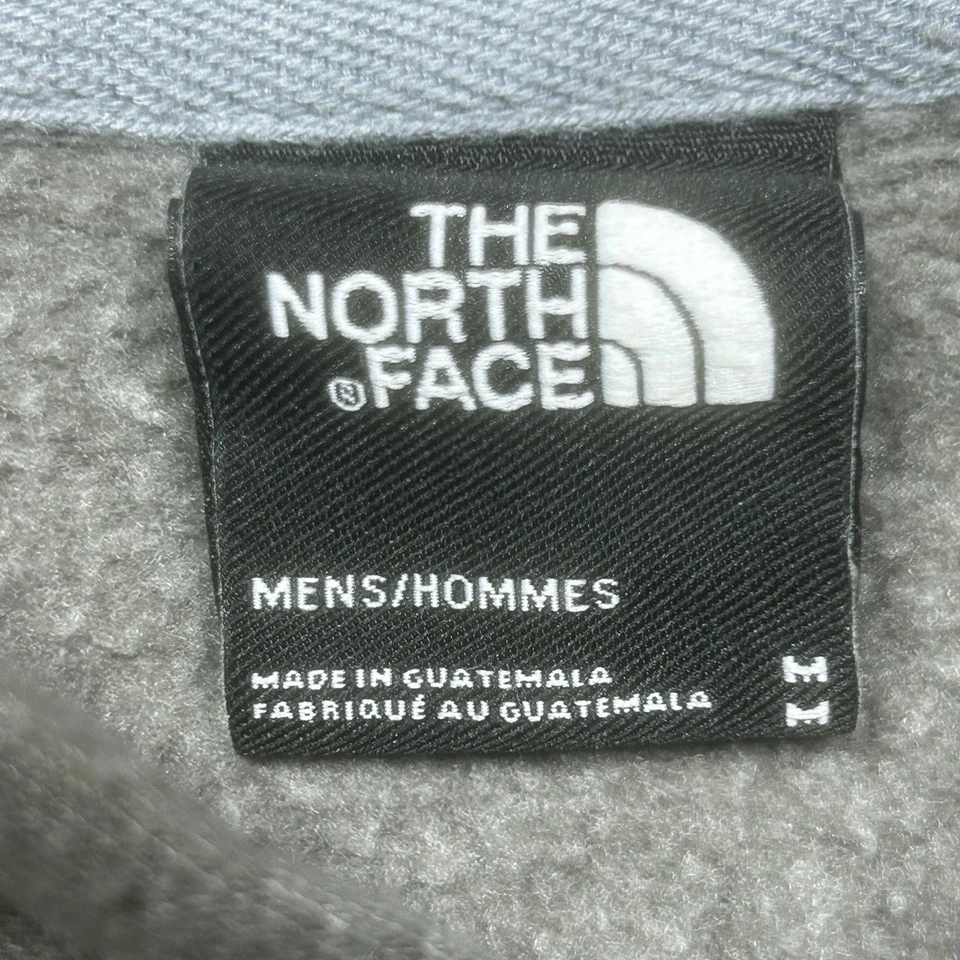 THE
NORTH
®FACE
MENS/HOMMES
MADE IN GUATEMALA
FABRIQUÉ AU GUATEMALA
M
M